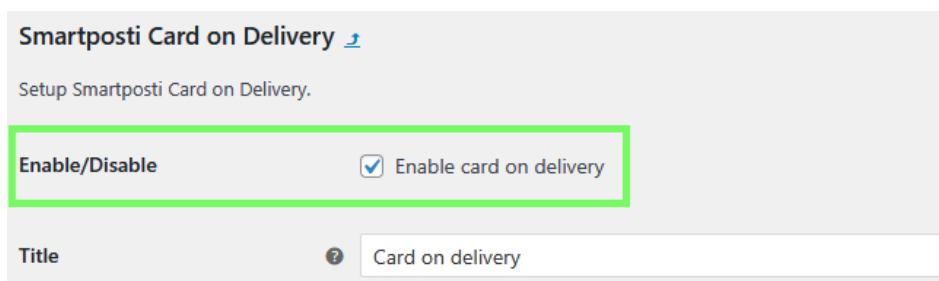 Smartposti Card on Delivery
Setup Smartposti Card on Delivery.
Enable/Disable Enable card on delivery
Title ? Card on delivery